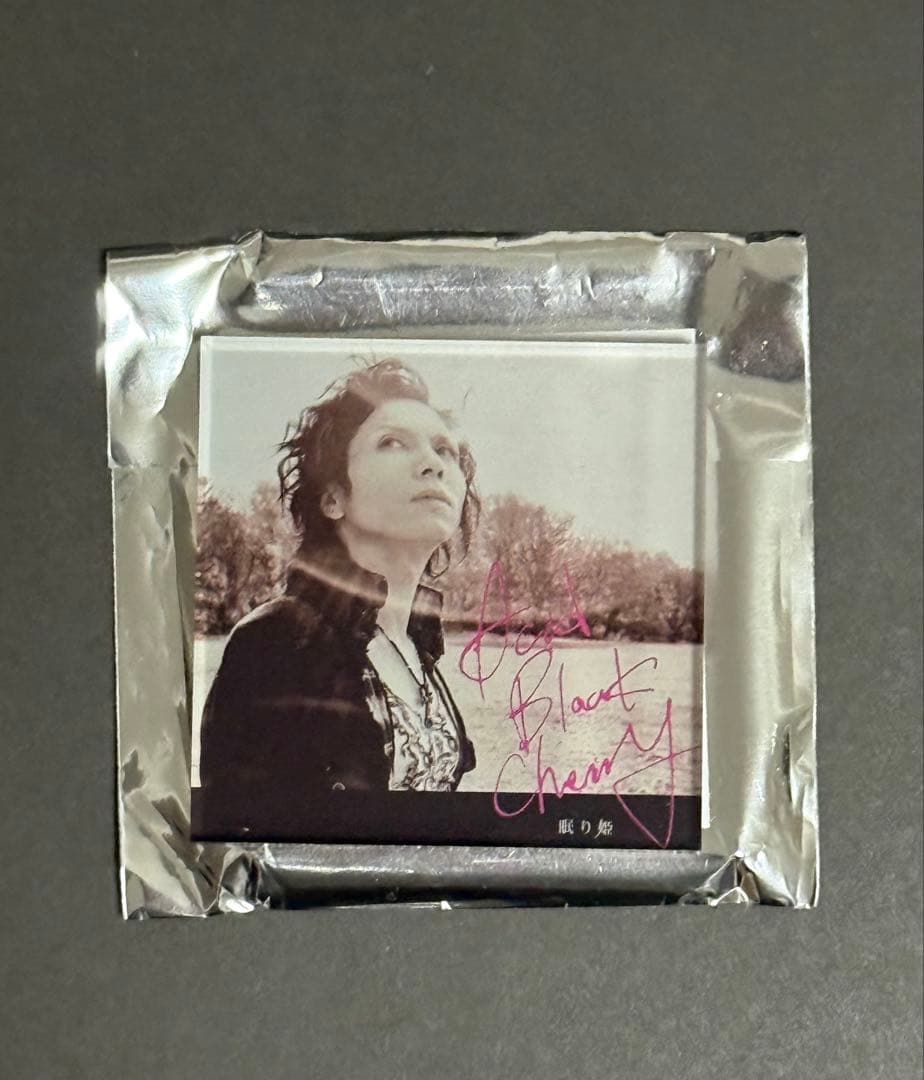 Acid
Black
Cherry
眠り姫